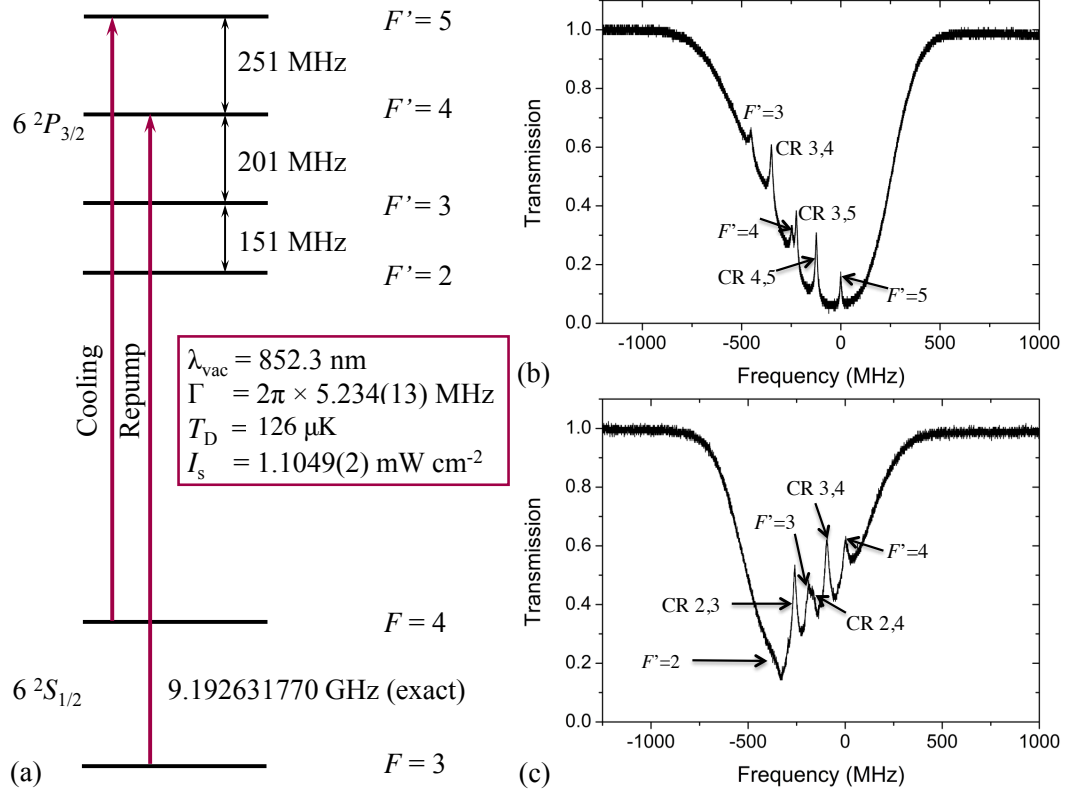 F' = 5
251 MHz
F' = 4
6 ²P₃/₂
201 MHz
F' = 3
151 MHz
F' = 2
Cooling
Repump
λvac = 852.3 nm
Γ = 2π × 5.234(13) MHz
T_D = 126 μK
I_s = 1.1049(2) mW cm⁻²
F = 4
6 ²S₁/₂
9.192631770 GHz (exact)
F = 3
(a)
1.0
0.8
0.6
0.4
0.2
0.0
Transmission
F'=3
CR 3,4
CR 3,5
F'=4
CR 4,5
F'=5
-1000
-500
0
500
1000
Frequency (MHz)
(b)
1.0
0.8
0.6
0.4
0.2
0.0
Transmission
CR 3,4
F'=3
F'=4
CR 2,3
CR 2,4
F'=2
-1000
-500
0
500
1000
Frequency (MHz)
(c)